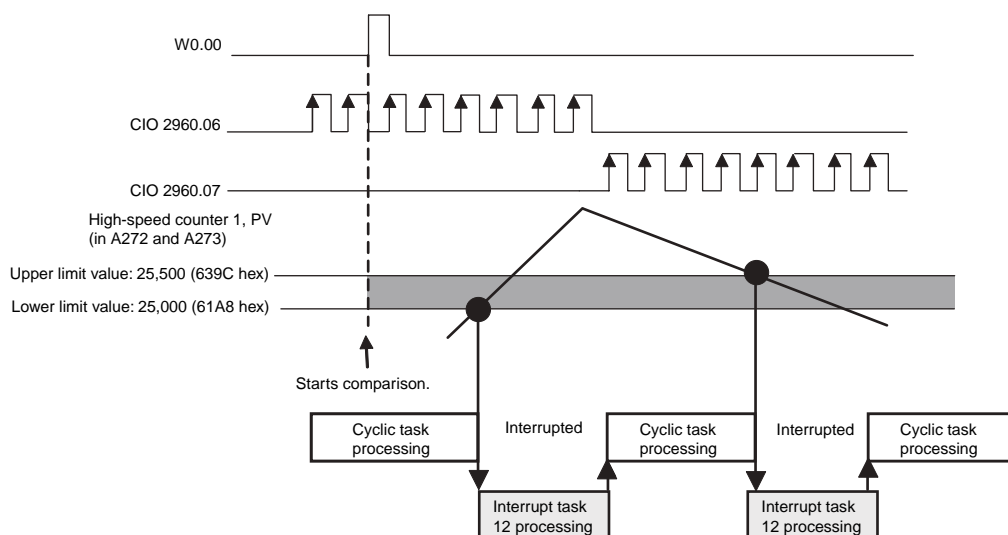 W0.00
CIO 2960.06
CIO 2960.07
High-speed counter 1, PV
(in A272 and A273)
Upper limit value: 25,500 (639C hex)
Lower limit value: 25,000 (61A8 hex)
Starts comparison.
Cyclic task
processing
Interrupted
Cyclic task
processing
Interrupted
Cyclic task
processing
Interrupt task
12 processing
Interrupt task
12 processing